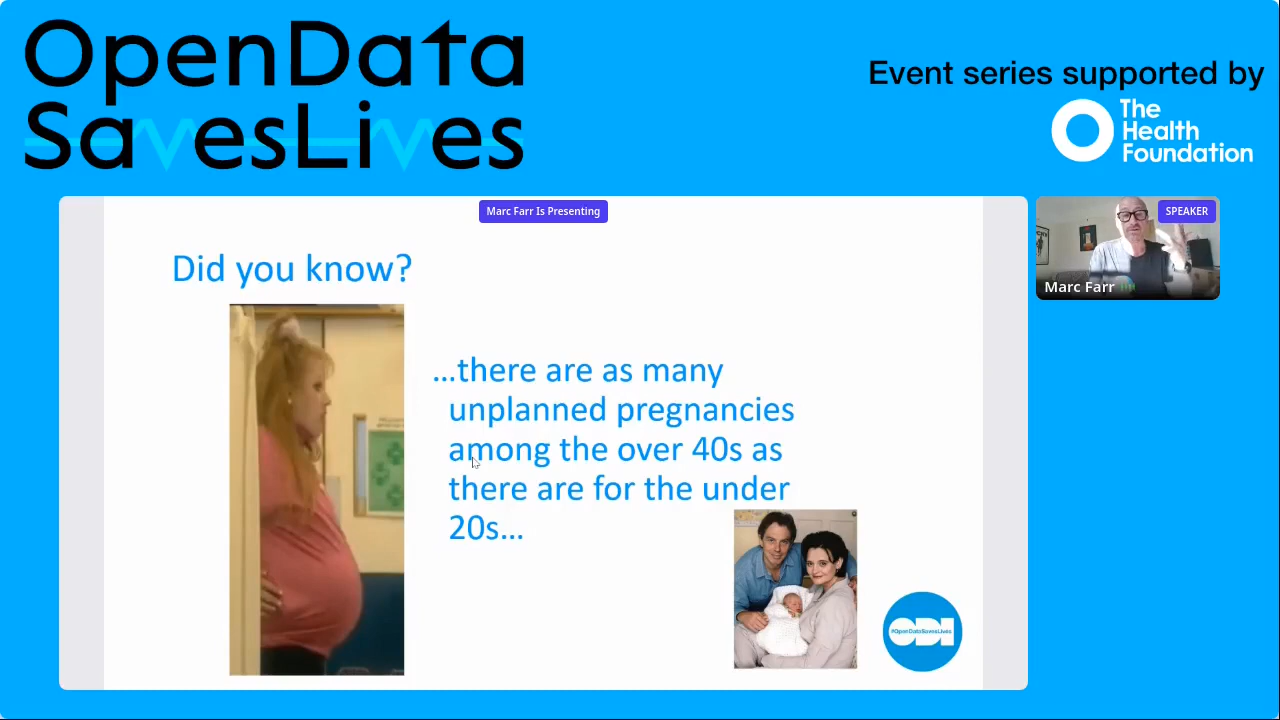 OpenData
SavesLives
Event series supported by
The
Health
Foundation
Marc Farr Is Presenting
SPEAKER
Marc Farr
Did you know?
...there are as many
unplanned pregnancies
among the over 40s as
there are for the under
20s...
ODI
#OpenDataSavesLives